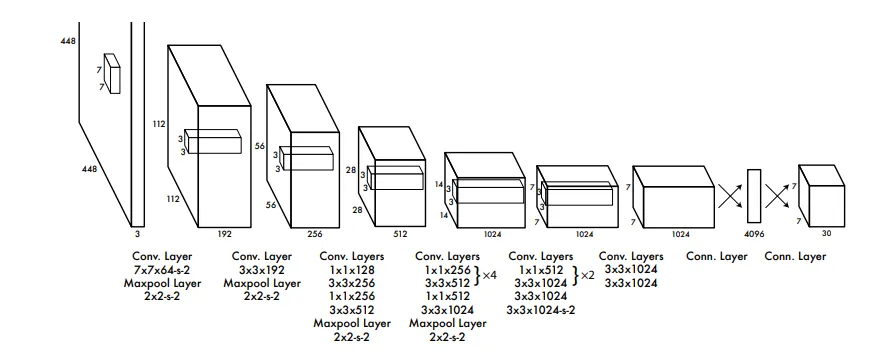 448
448
7
7
3
112
112
3
3
192
56
56
3
3
256
28
28
3
3
512
14
14
3
3
1024
7
7
3
3
1024
7
7
1024
4096
7
7
30
Conv. Layer
7x7x64-s-2
Maxpool Layer
2x2-s-2
Conv. Layer
3x3x192
Maxpool Layer
2x2-s-2
Conv. Layers
1x1x128
3x3x256
1x1x256
3x3x512
Maxpool Layer
2x2-s-2
Conv. Layers
1x1x256
3x3x512
} ×4
1x1x512
3x3x1024
Maxpool Layer
2x2-s-2
Conv. Layers
1x1x512
3x3x1024
} ×2
3x3x1024
3x3x1024-s-2
Conv. Layers
3x3x1024
3x3x1024
Conn. Layer
Conn. Layer